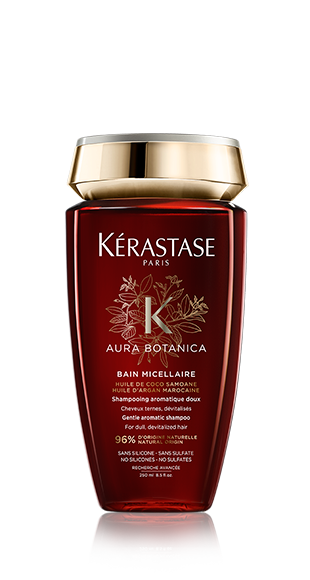 KÉRASTASE
PARIS
K
AURA BOTANICA
BAIN MICELLAIRE
HUILE DE COCO SAMOANE
HUILE D'ARGAN MAROCAINE
Shampooing aromatique doux
Cheveux ternes, dévitalisés
Gentle aromatic shampoo
For dull, devitalized hair
96% D'ORIGINE NATURELLE
NATURAL ORIGIN
SANS SILICONE - SANS SULFATE
NO SILICONES - NO SULFATES
RECHERCHE AVANCÉE
250 ml 8.5 fl.oz